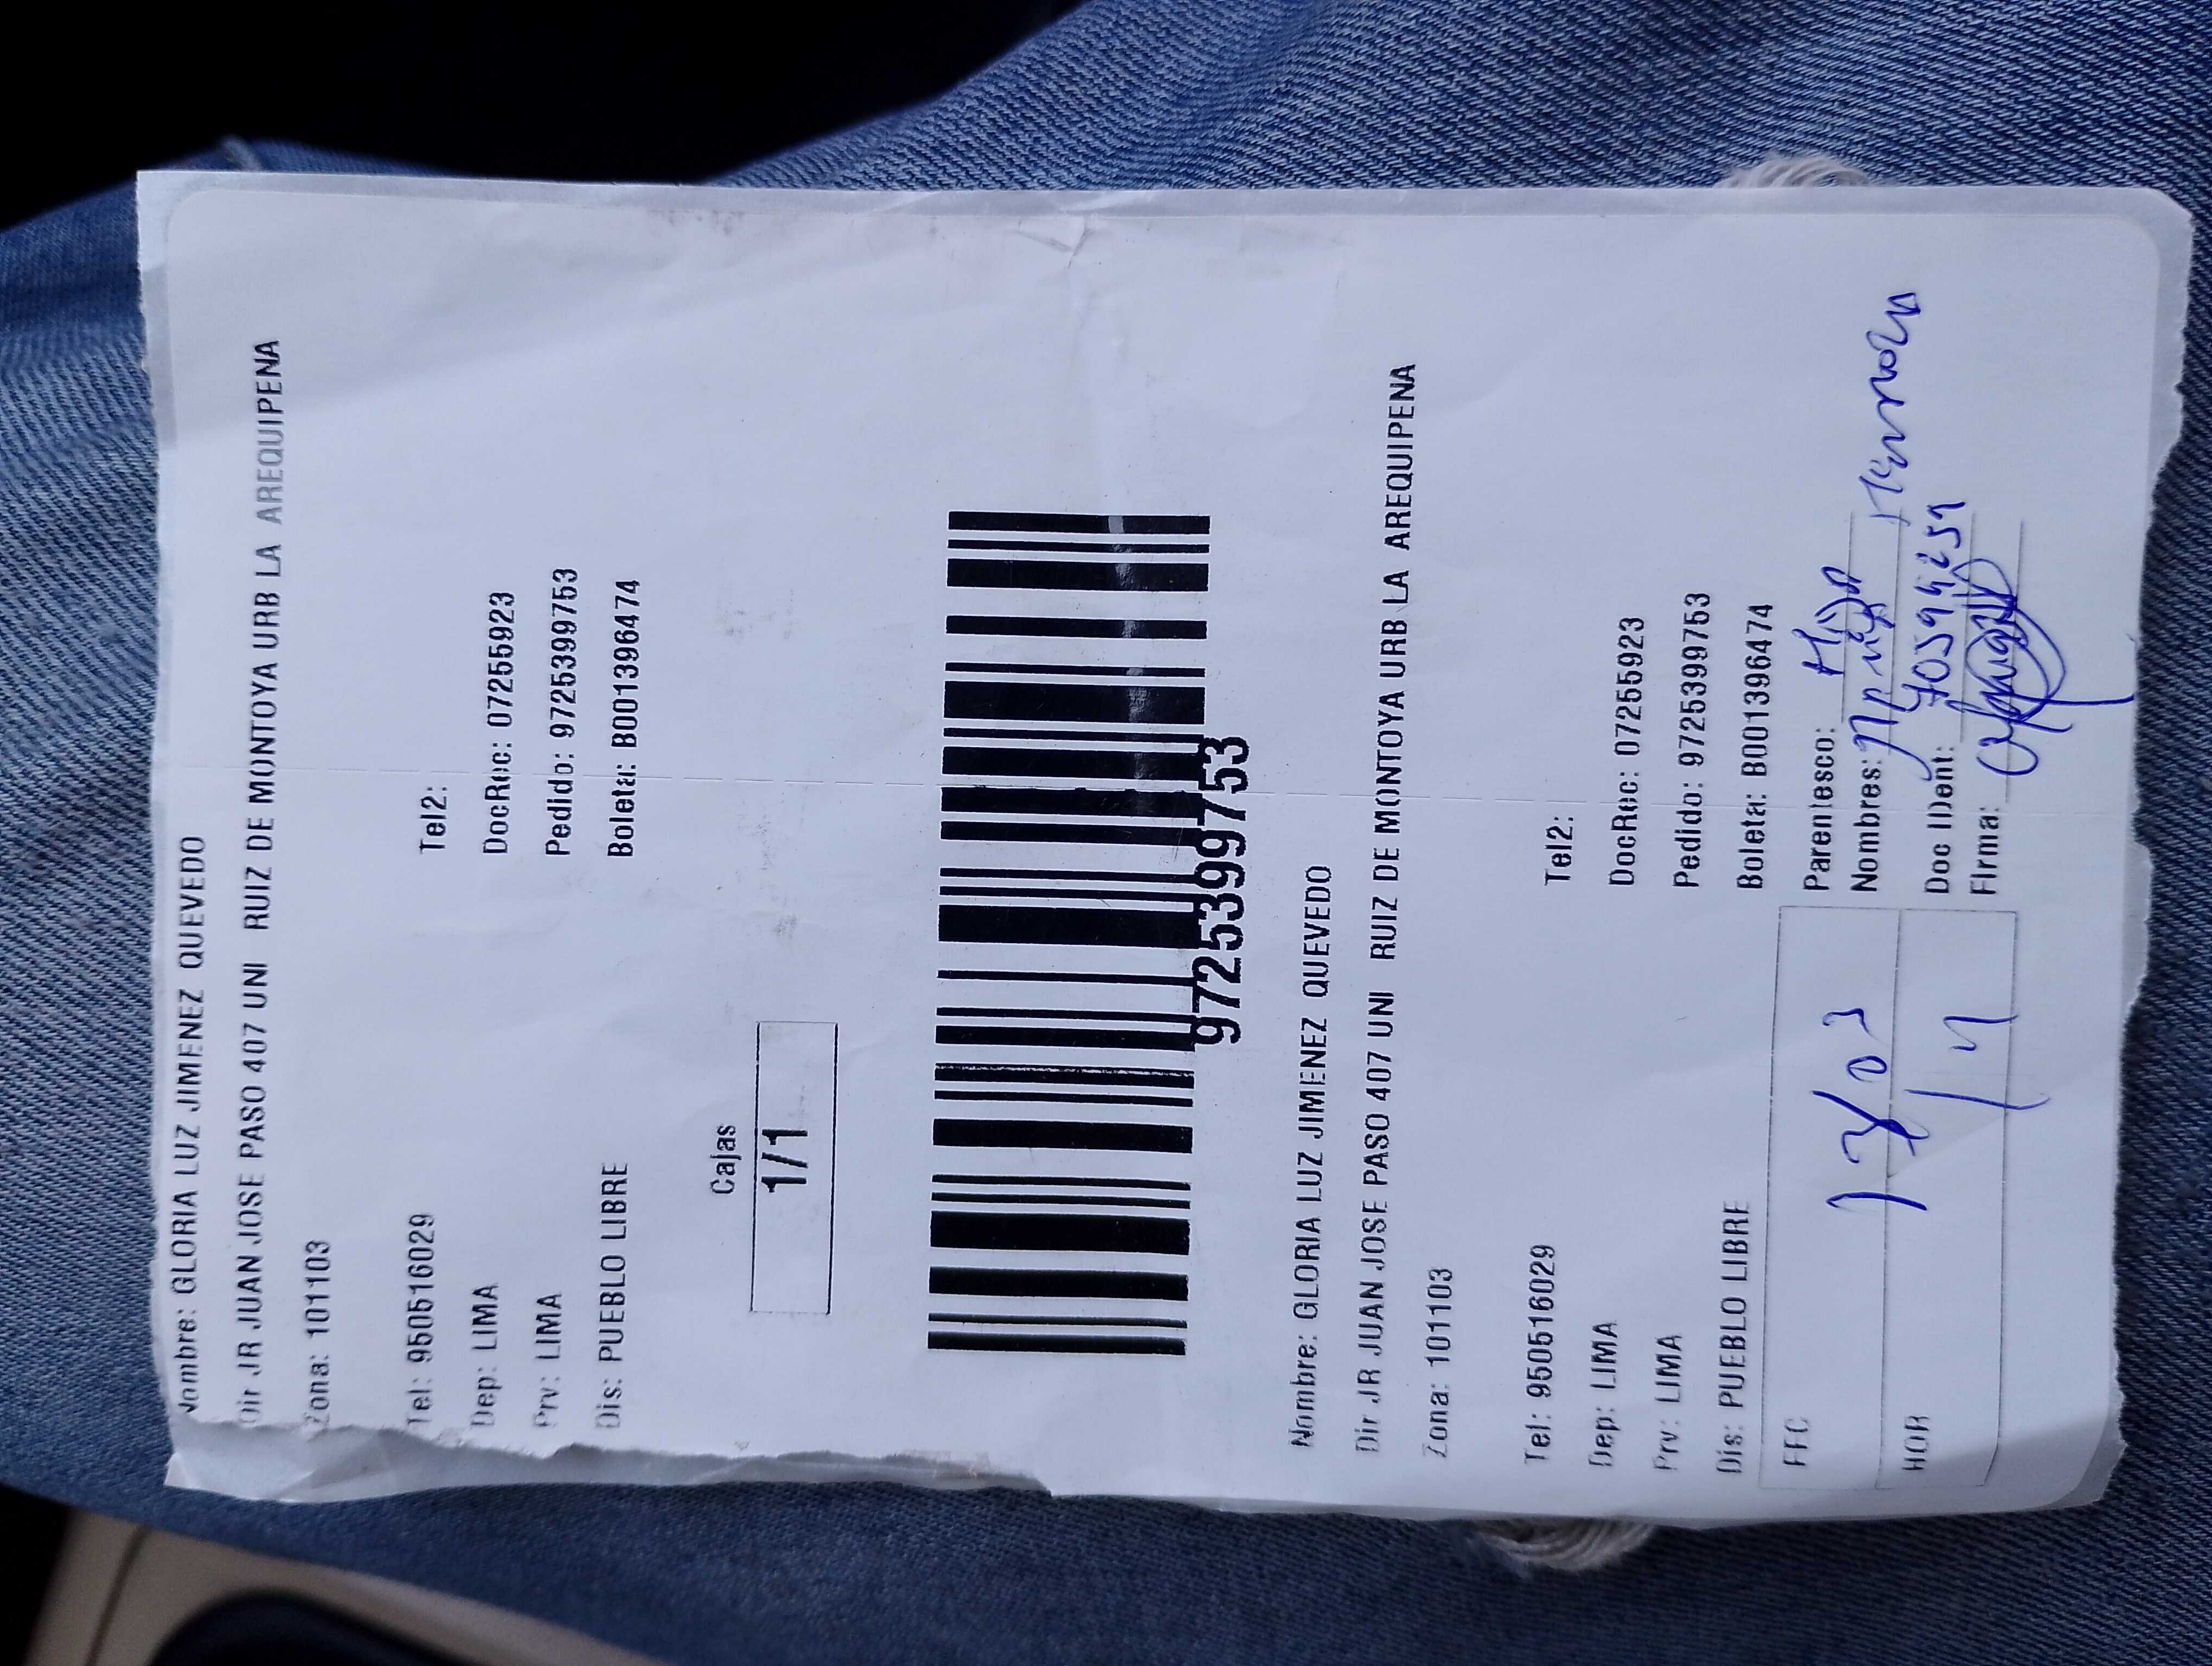 Nombre: GLORIA LUZ JIMENEZ QUEVEDO
Dir JR JUAN JOSE PASO 407 UNI RUIZ DE MONTOYA URB LA AREQUIPENA
Zona: 101103
Tel: 950516029 Tel2:
Dep: LIMA DocRec: 07255923
Prv: LIMA Pedido: 9725399753
Dis: PUEBLO LIBRE Boleta: B001396474
Cajas
1/1
9725399753
Nombre: GLORIA LUZ JIMENEZ QUEVEDO
Dir JR JUAN JOSE PASO 407 UNI RUIZ DE MONTOYA URB LA AREQUIPENA
Zona: 101103
Tel: 950516029 Tel2:
Dep: LIMA DocRec: 07255923
Prv: LIMA Pedido: 9725399753
Dis: PUEBLO LIBRE Boleta: B001396474
FEC Parentesco: Hija
Nombres:
HOR Doc IDent:
Firma: